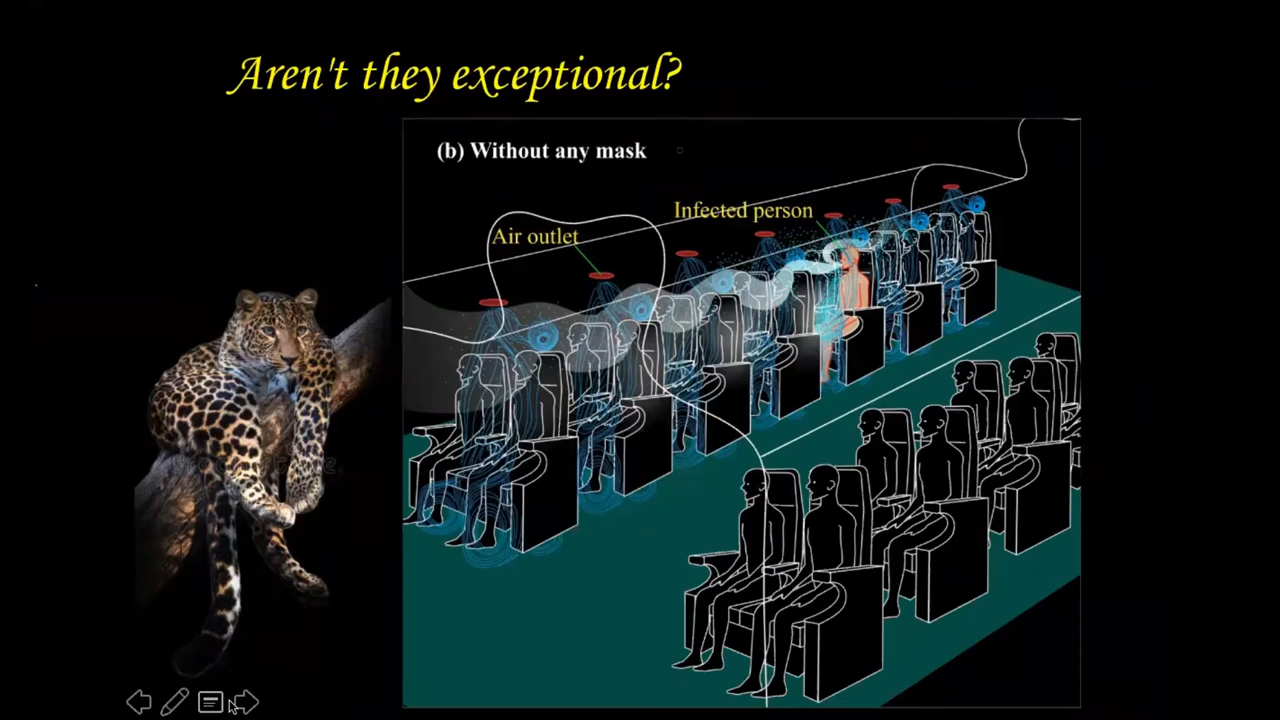 Aren't they exceptional?
(b) Without any mask
Infected person
Air outlet